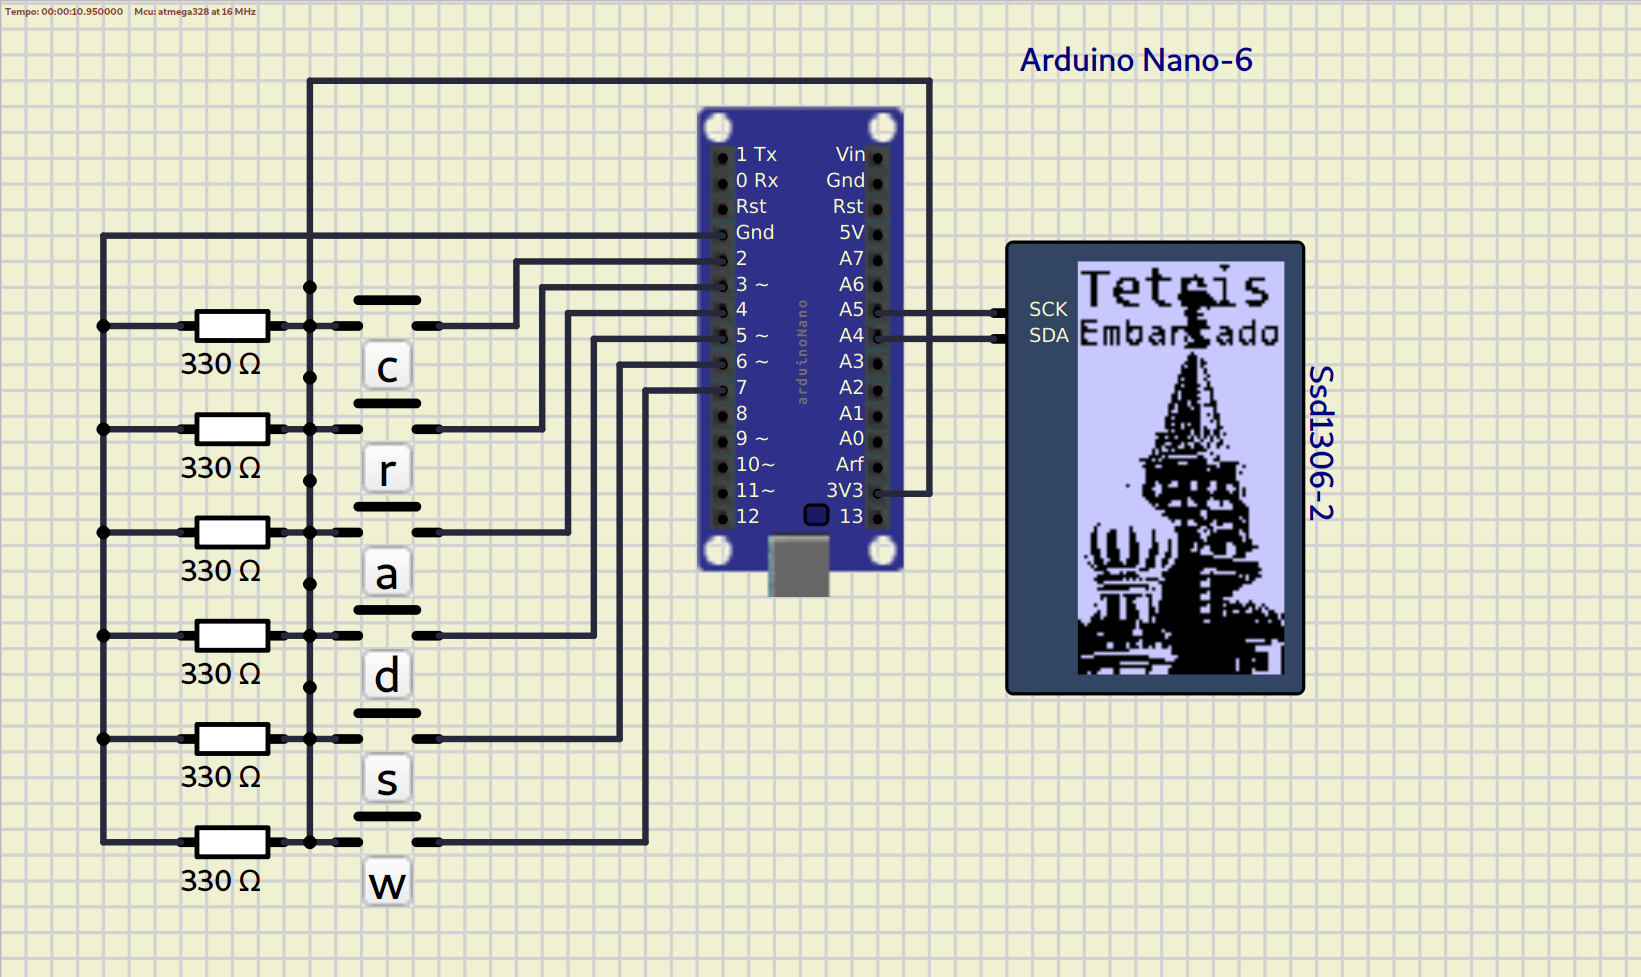 Tempo: 00:00:10.950000 Mcu: atmega328 at 16 MHz
Arduino Nano-6
1 Tx Vin
0 Rx Gnd
Rst Rst
Gnd 5V
2 A7
3 ~ A6
4 A5
5 ~ A4
6 ~ A3
7 A2
8 A1
9 ~ A0
10~ Arf
11~ 3V3
12 13
arduinoNano
SCK
SDA
Tetris
Embarcado
Ssd1306-2
330 Ω
c
330 Ω
r
330 Ω
a
330 Ω
d
330 Ω
s
330 Ω
w